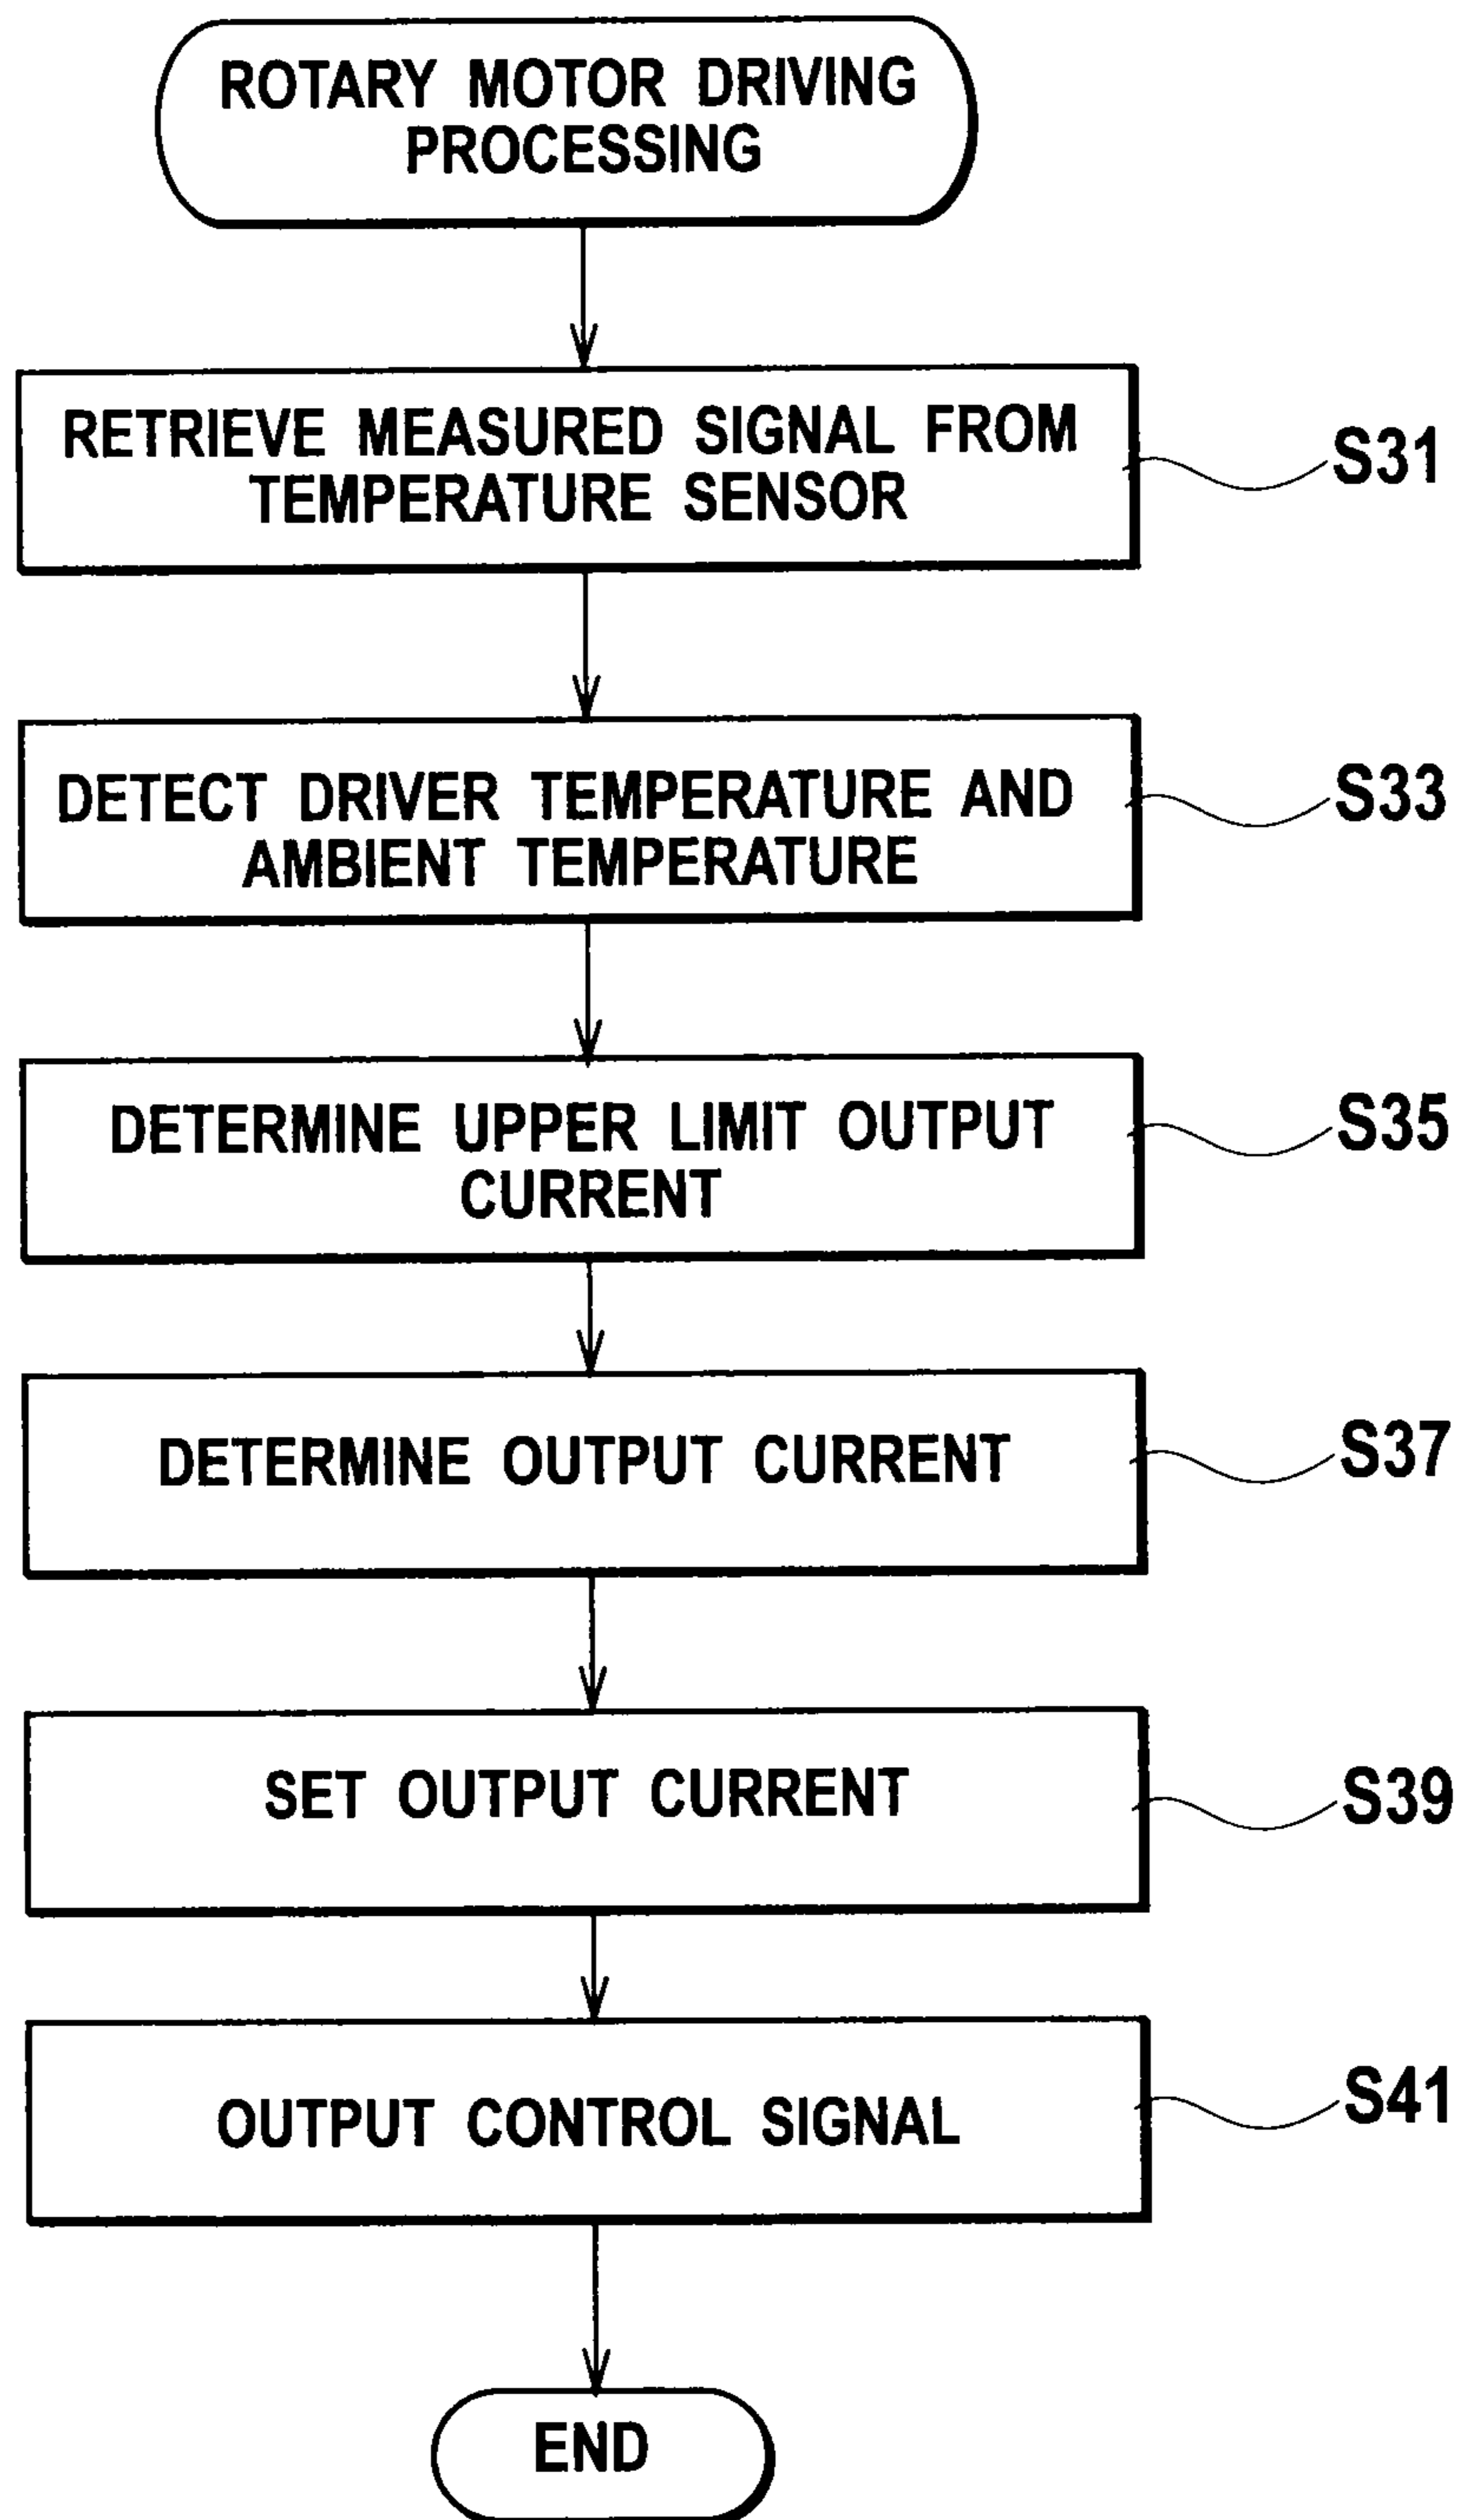 ROTARY MOTOR DRIVING
PROCESSING
RETRIEVE MEASURED SIGNAL FROM
TEMPERATURE SENSOR
S31
DETECT DRIVER TEMPERATURE AND
AMBIENT TEMPERATURE
S33
DETERMINE UPPER LIMIT OUTPUT
CURRENT
S35
DETERMINE OUTPUT CURRENT
S37
SET OUTPUT CURRENT
S39
OUTPUT CONTROL SIGNAL
S41
END